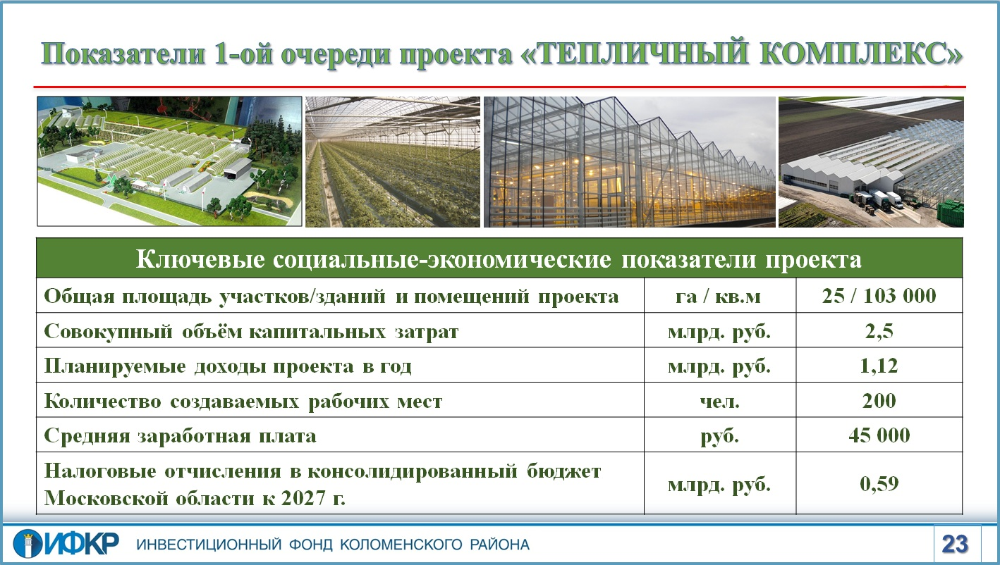 Показатели 1-ой очереди проекта «ТЕПЛИЧНЫЙ КОМПЛЕКС»
Ключевые социальные-экономические показатели проекта
Общая площадь участков/зданий и помещений проекта га / кв.м 25 / 103 000
Совокупный объём капитальных затрат млрд. руб. 2,5
Планируемые доходы проекта в год млрд. руб. 1,12
Количество создаваемых рабочих мест чел. 200
Средняя заработная плата руб. 45 000
Налоговые отчисления в консолидированный бюджет
Московской области к 2027 г. млрд. руб. 0,59
ИФКР ИНВЕСТИЦИОННЫЙ ФОНД КОЛОМЕНСКОГО РАЙОНА 23